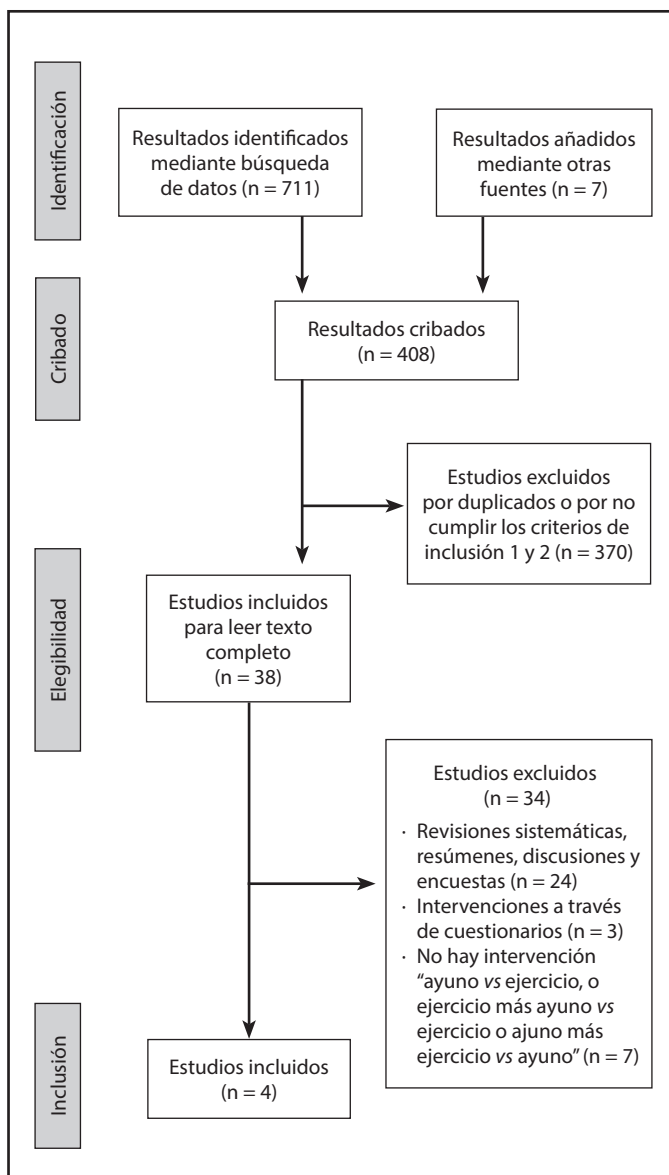 Identificación
Resultados identificados
mediante búsqueda
de datos (n = 711)
Resultados añadidos
mediante otras
fuentes (n = 7)
Cribado
Resultados cribados
(n = 408)
Estudios excluidos
por duplicados o por no
cumplir los criterios de
inclusión 1 y 2 (n = 370)
Elegibilidad
Estudios incluidos
para leer texto
completo
(n = 38)
Estudios excluidos
(n = 34)
· Revisiones sistemáticas,
resúmenes, discusiones y
encuestas (n = 24)
· Intervenciones a través
de cuestionarios (n = 3)
· No hay intervención
“ayuno vs ejercicio, o
ejercicio más ayuno vs
ejercicio o ajuno más
ejercicio vs ayuno” (n = 7)
Inclusión
Estudios incluidos
(n = 4)